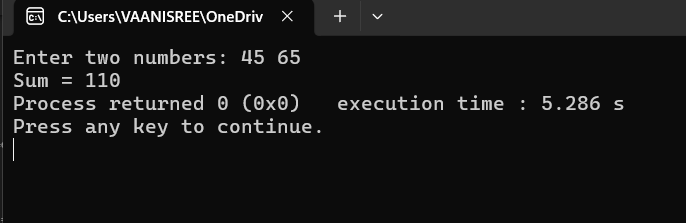 C:\Users\VAANISREE\OneDriv
Enter two numbers: 45 65
Sum = 110
Process returned 0 (0x0)   execution time : 5.286 s
Press any key to continue.